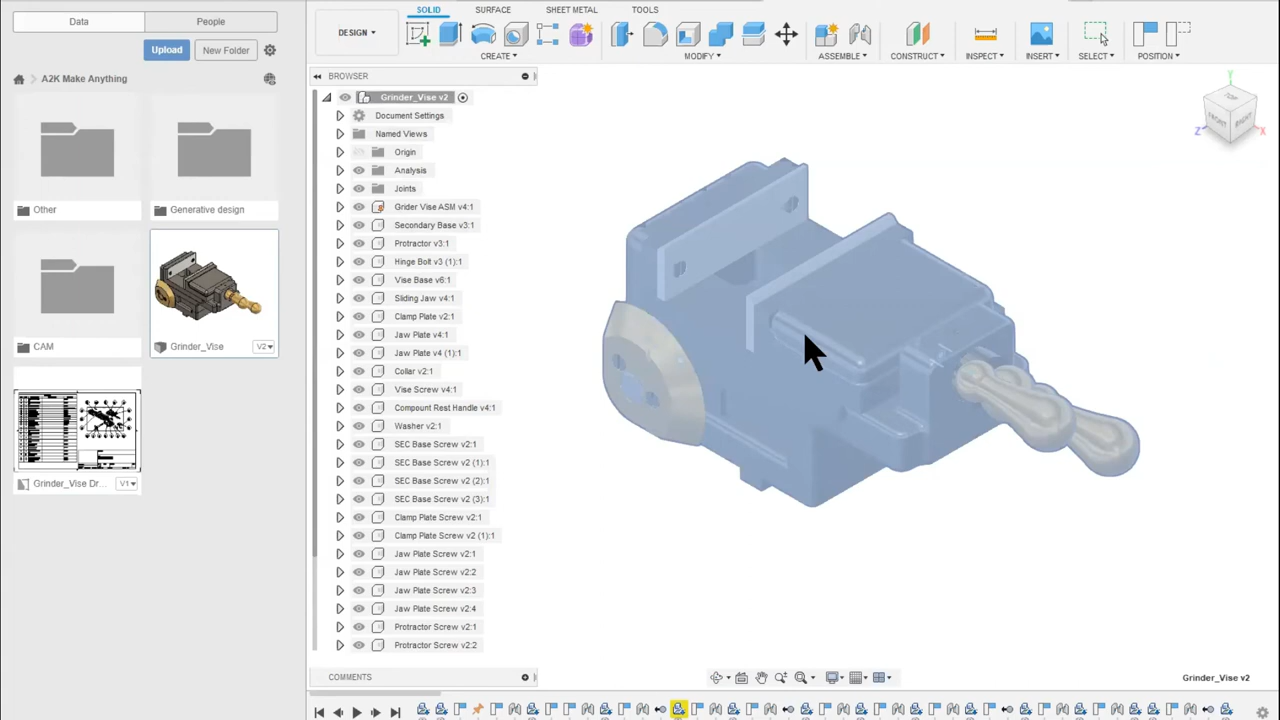 Data
People
SOLID
SURFACE
SHEET METAL
TOOLS
DESIGN
CREATE
MODIFY
ASSEMBLE
CONSTRUCT
INSPECT
INSERT
SELECT
POSITION
Upload
New Folder
A2K Make Anything
Other
Generative design
CAM
Grinder_Vise
V2
Grinder_Vise Dr...
V1
BROWSER
Grinder_Vise v2
Document Settings
Named Views
Origin
Analysis
Joints
Grider Vise ASM v4:1
Secondary Base v3:1
Protractor v3:1
Hinge Bolt v3 (1):1
Vise Base v6:1
Sliding Jaw v4:1
Clamp Plate v2:1
Jaw Plate v4:1
Jaw Plate v4 (1):1
Collar v2:1
Vise Screw v4:1
Compount Rest Handle v4:1
Washer v2:1
SEC Base Screw v2:1
SEC Base Screw v2 (1):1
SEC Base Screw v2 (2):1
SEC Base Screw v2 (3):1
Clamp Plate Screw v2:1
Clamp Plate Screw v2 (1):1
Jaw Plate Screw v2:1
Jaw Plate Screw v2:2
Jaw Plate Screw v2:3
Jaw Plate Screw v2:4
Protractor Screw v2:1
Protractor Screw v2:2
COMMENTS
Y
TOP
FRONT
RIGHT
Z
X
Grinder_Vise v2